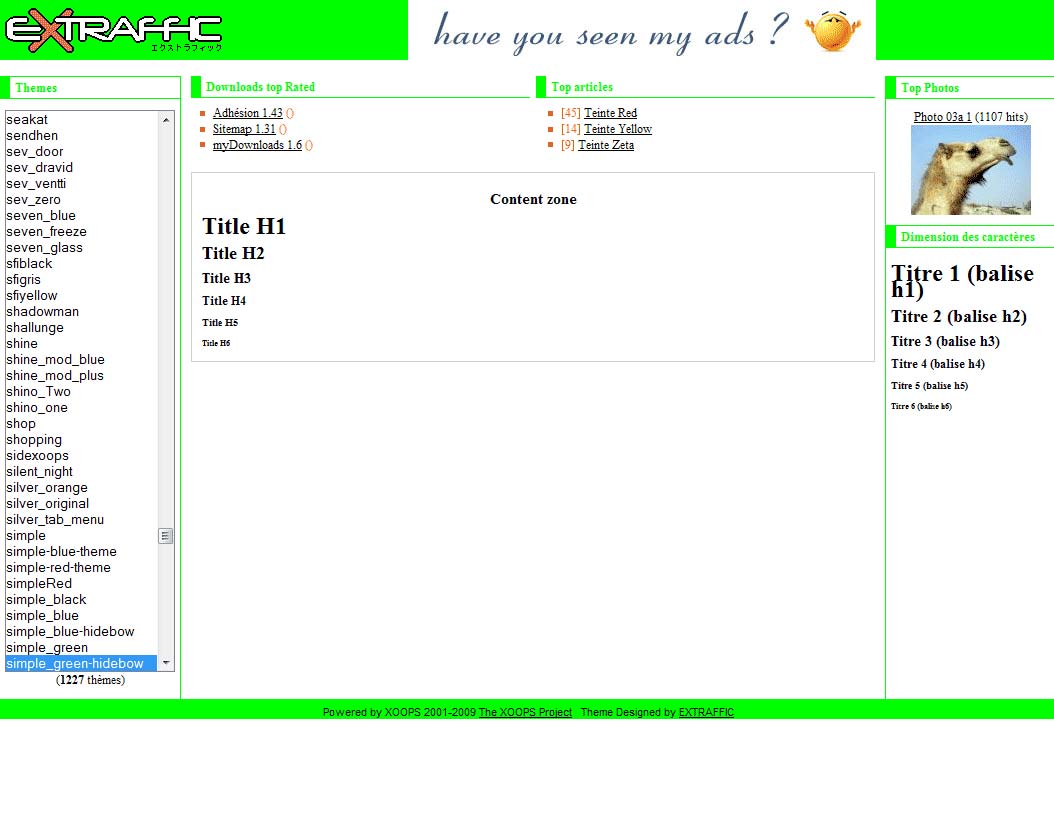 EXTRAFFIC
エクストラフィック
have you seen my ads ?
Themes
seakat
sendhen
sev_door
sev_dravid
sev_ventti
sev_zero
seven_blue
seven_freeze
seven_glass
sfiblack
sfigris
sfiyellow
shadowman
shallunge
shine
shine_mod_blue
shine_mod_plus
shino_Two
shino_one
shop
shopping
sidexoops
silent_night
silver_orange
silver_original
silver_tab_menu
simple
simple-blue-theme
simple-red-theme
simpleRed
simple_black
simple_blue
simple_blue-hidebow
simple_green
simple_green-hidebow
(1227 thèmes)
Downloads top Rated
Adhésion 1.43 ()
Sitemap 1.31 ()
myDownloads 1.6 ()
Top articles
[45] Teinte Red
[14] Teinte Yellow
[9] Teinte Zeta
Content zone
Title H1
Title H2
Title H3
Title H4
Title H5
Title H6
Top Photos
Photo 03a 1 (1107 hits)
Dimension des caractères
Titre 1 (balise
h1)
Titre 2 (balise h2)
Titre 3 (balise h3)
Titre 4 (balise h4)
Titre 5 (balise h5)
Titre 6 (balise h6)
Powered by XOOPS 2001-2009 The XOOPS Project Theme Designed by EXTRAFFIC